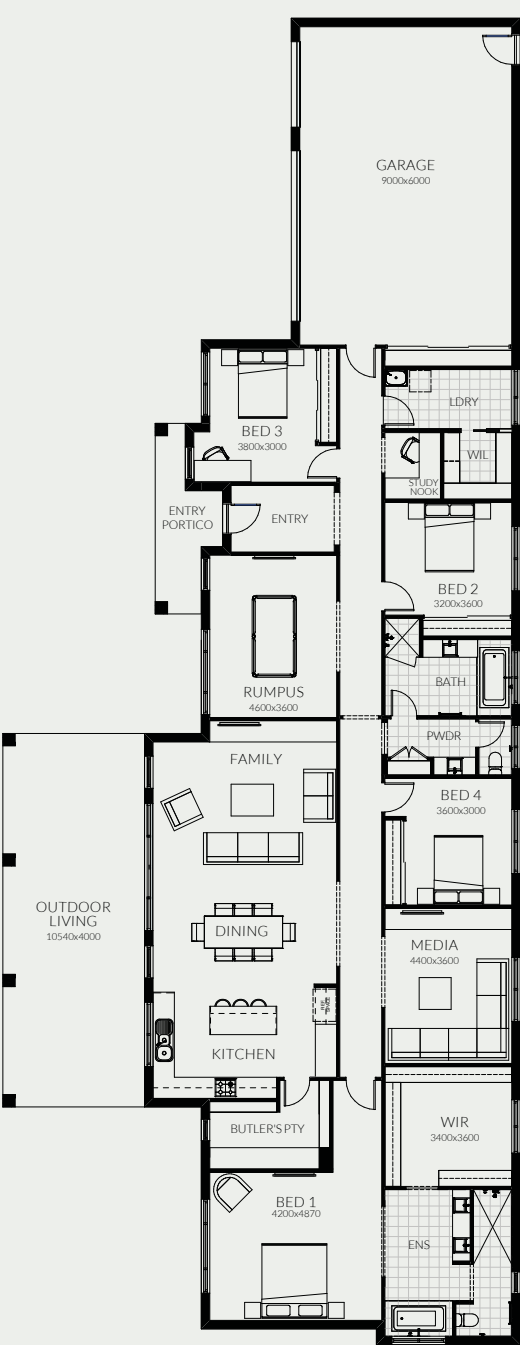 GARAGE
9000x6000
LDRY
BED 3
3800x3000
WIL
STUDY
NOOK
ENTRY
PORTICO
ENTRY
BED 2
3200x3600
BATH
RUMPUS
4600x3600
PWDR
FAMILY
BED 4
3600x3000
OUTDOOR
LIVING
10540x4000
DINING
MEDIA
4400x3600
KITCHEN
BUTLER'S PTY
WIR
3400x3600
BED 1
4200x4870
ENS